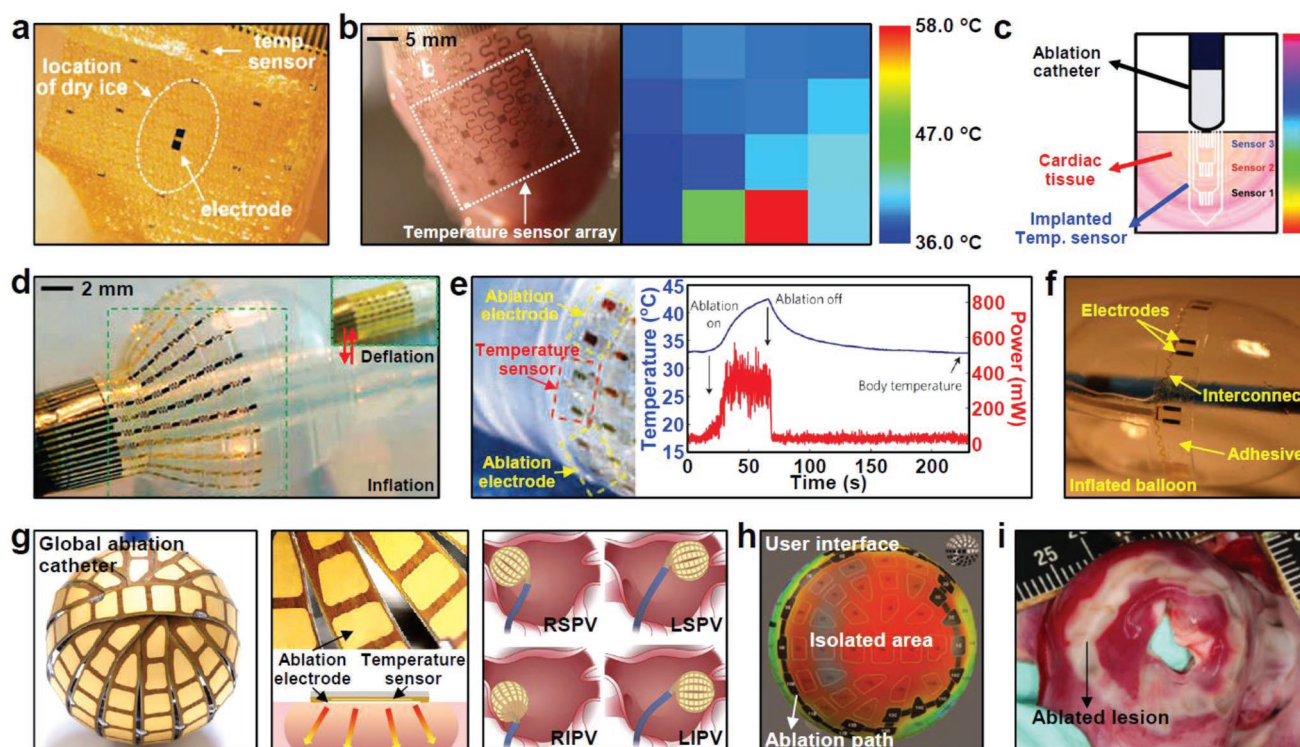 a
temp.
sensor
location
of dry ice
electrode
b
5 mm
Temperature sensor array
58.0 °C
47.0 °C
36.0 °C
c
Ablation
catheter
Sensor 3
Cardiac
tissue
Sensor 2
Sensor 1
Implanted
Temp. sensor
d
2 mm
Deflation
Inflation
e
Ablation
electrode
Temperature
sensor
Ablation
electrode
Temperature (°C)
45
40
35
30
25
20
15
Ablation
on
Ablation off
Body temperature
800
600
400
200
0
Power (mW)
0
50
100
150
200
Time (s)
f
Electrodes
Interconnec
Adhesive
Inflated balloon
g
Global ablation
catheter
Ablation
electrode
Temperature
sensor
RSPV
LSPV
RIPV
LIPV
h
User interface
Isolated area
Ablation path
i
25
20
Ablated lesion